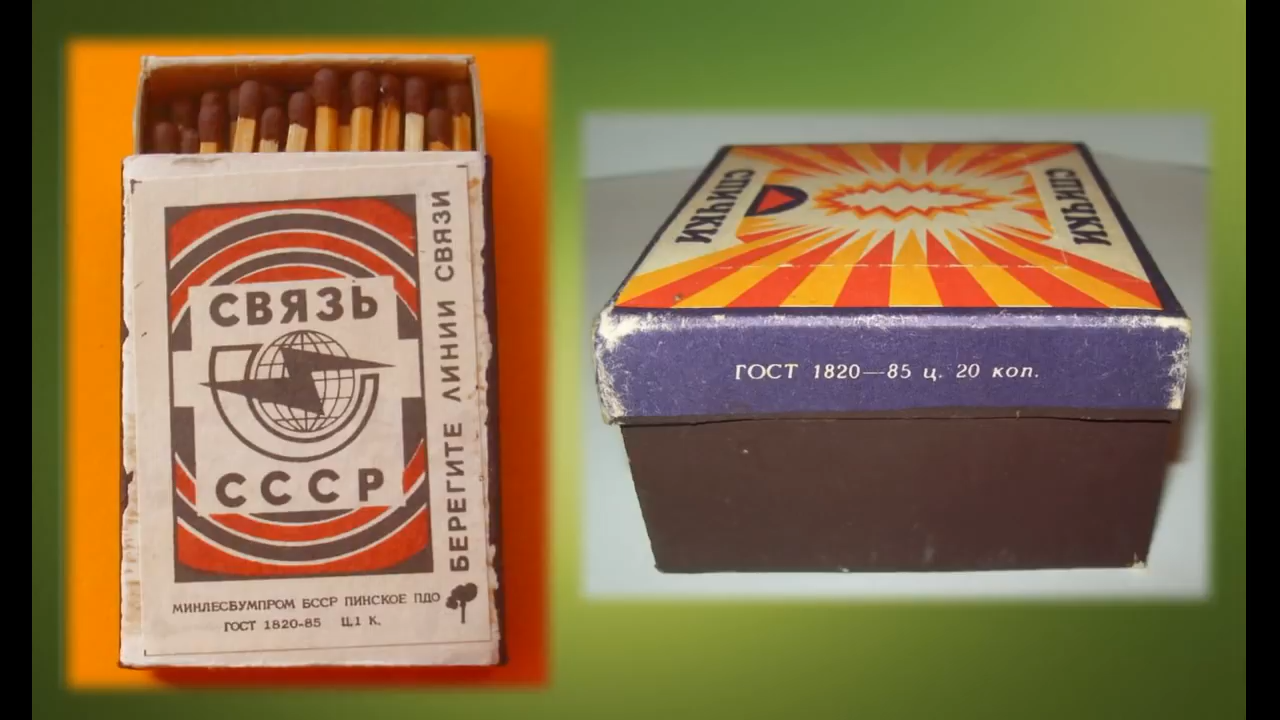 СВЯЗЬ
СССР
БЕРЕГИТЕ ЛИНИИ СВЯЗИ
МИНЛЕСБУМПРОМ БССР ПИНСКОЕ ПДО
ГОСТ 1820-85 Ц.1 К.
СПИЧКИ
СПИЧКИ
ГОСТ 1820—85 ц. 20 коп.